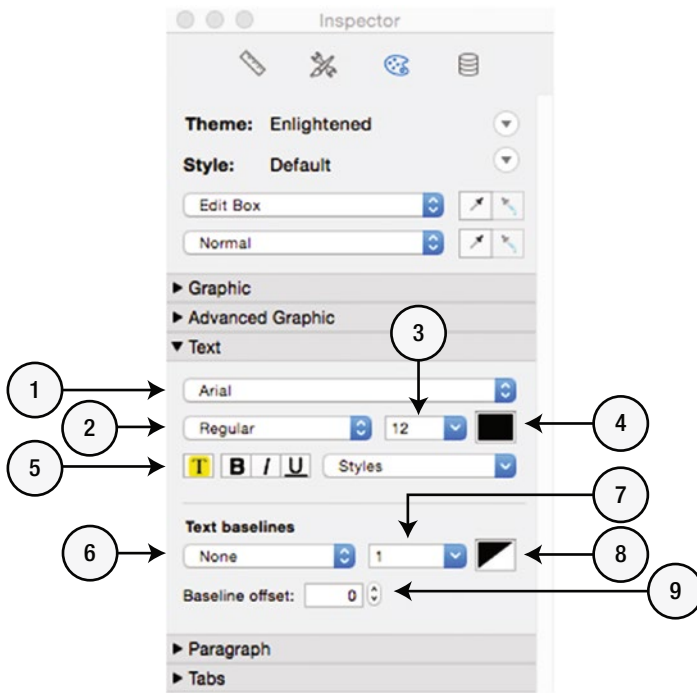 Inspector
Theme: Enlightened
Style: Default
Edit Box
Normal
Graphic
Advanced Graphic
3
Text
1
Arial
2
Regular
12
4
5
T B I U Styles
7
Text baselines
6
None
1
8
Baseline offset: 0
9
Paragraph
Tabs